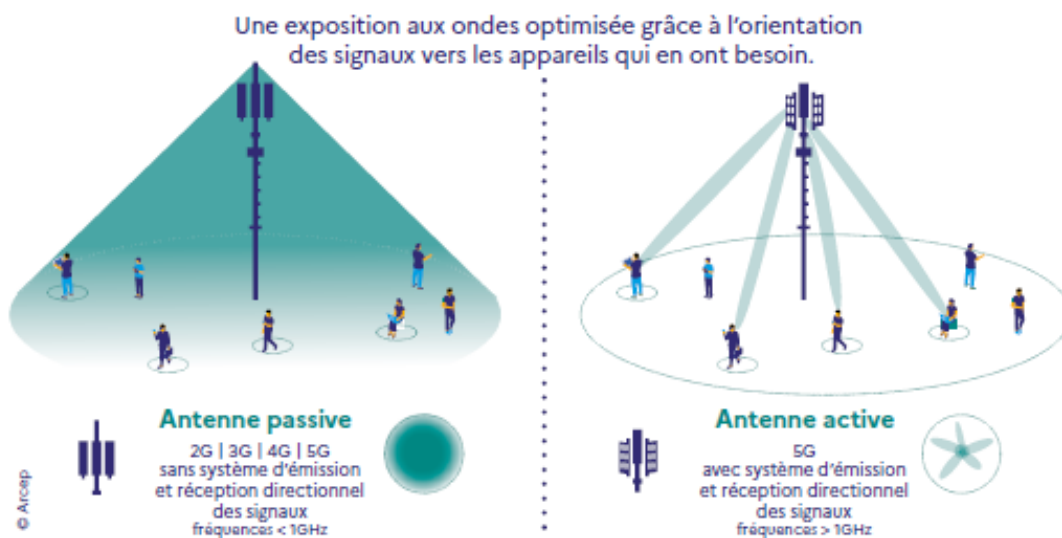 Une exposition aux ondes optimisée grâce à l'orientation
des signaux vers les appareils qui en ont besoin.
Antenne passive
2G | 3G | 4G | 5G
sans système d'émission
et réception directionnel
des signaux
fréquences < 1GHz
Antenne active
5G
avec système d'émission
et réception directionnel
des signaux
fréquences > 1GHz
© Arcep